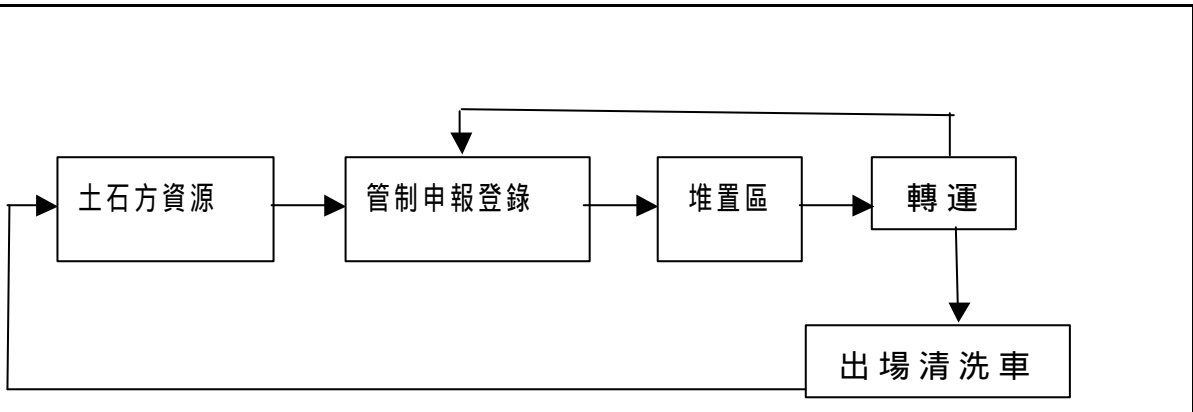 土石方資源
管制申報登錄
堆置區
轉運
出場清洗車